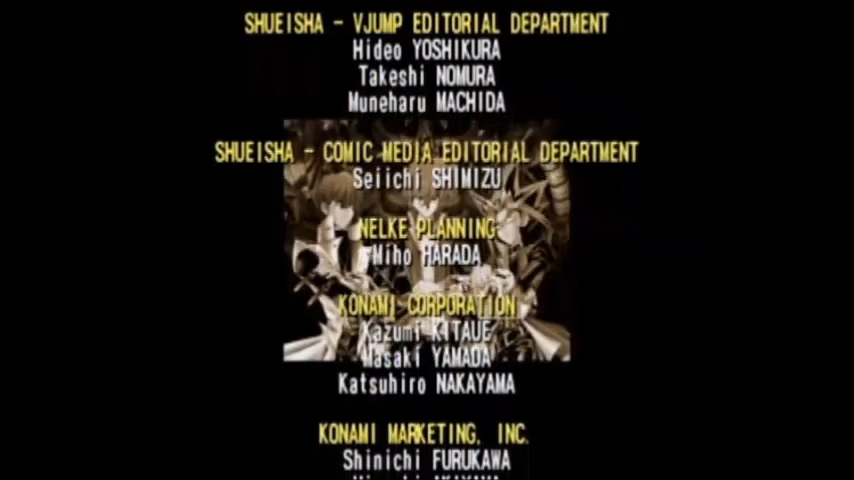 SHUEISHA - VJUMP EDITORIAL DEPARTMENT
Hideo YOSHIKURA
Takeshi NOMURA
Muneharu MACHIDA
SHUEISHA - COMIC MEDIA EDITORIAL DEPARTMENT
Seiichi SHIMIZU
NELKE PLANNING
Miho HARADA
KONAMI CORPORATION
Kazumi KITAUE
Masaki YAMADA
Katsuhiro NAKAYAMA
KONAMI MARKETING, INC.
Shinichi FURUKAWA